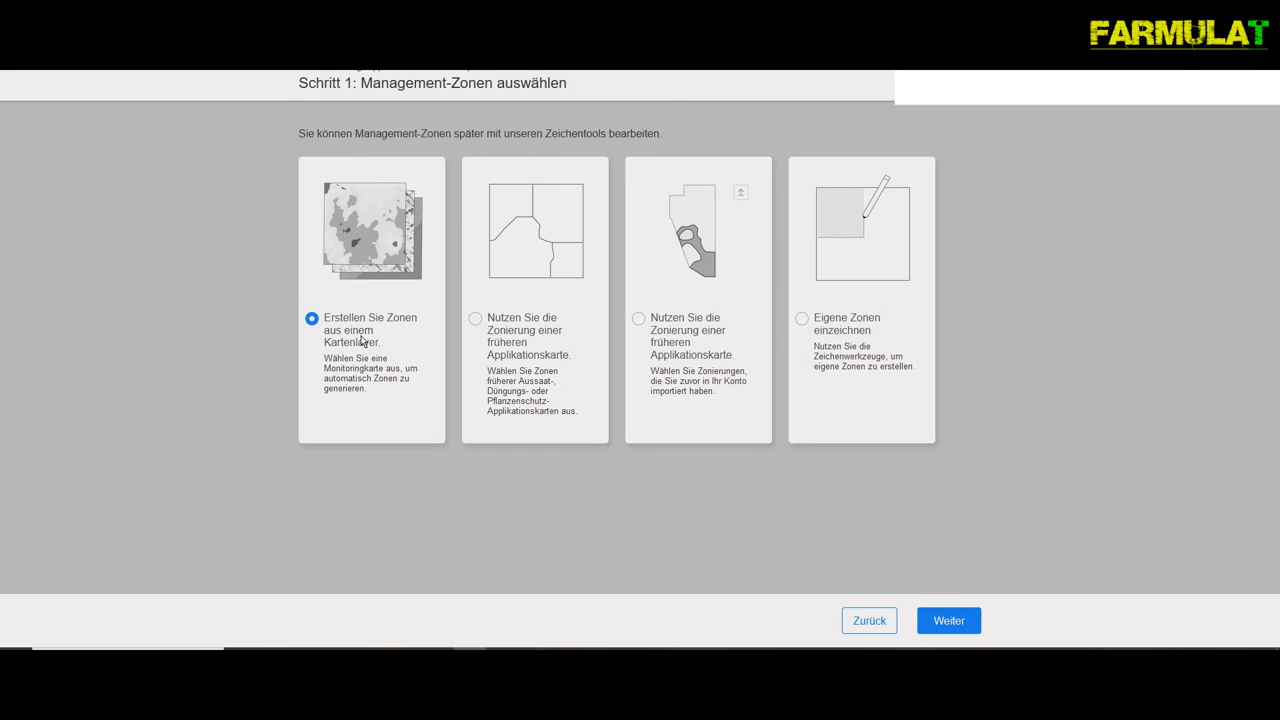 FARMULAT
Schritt 1: Management-Zonen auswählen
Sie können Management-Zonen später mit unseren Zeichentools bearbeiten.
Erstellen Sie Zonen
aus einem
Kartenlayer.
Wählen Sie eine
Monitoringkarte aus, um
automatisch Zonen zu
generieren.
Nutzen Sie die
Zonierung einer
früheren
Applikationskarte.
Wählen Sie Zonen
früherer Aussaat-,
Düngungs- oder
Pflanzenschutz-
Applikationskarten aus.
Nutzen Sie die
Zonierung einer
früheren
Applikationskarte.
Wählen Sie Zonierungen,
die Sie zuvor in Ihr Konto
importiert haben.
Eigene Zonen
einzeichnen
Nutzen Sie die
Zeichenwerkzeuge, um
eigene Zonen zu erstellen.
Zurück
Weiter